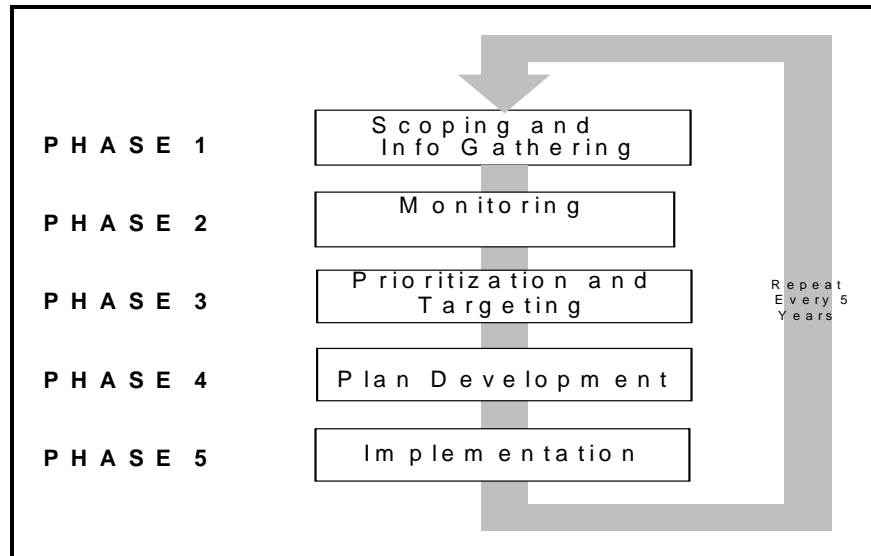 PHASE 1
Scoping and
Info Gathering
PHASE 2
Monitoring
PHASE 3
Prioritization and
Targeting
PHASE 4
Plan Development
PHASE 5
Implementation
Repeat
Every 5
Years